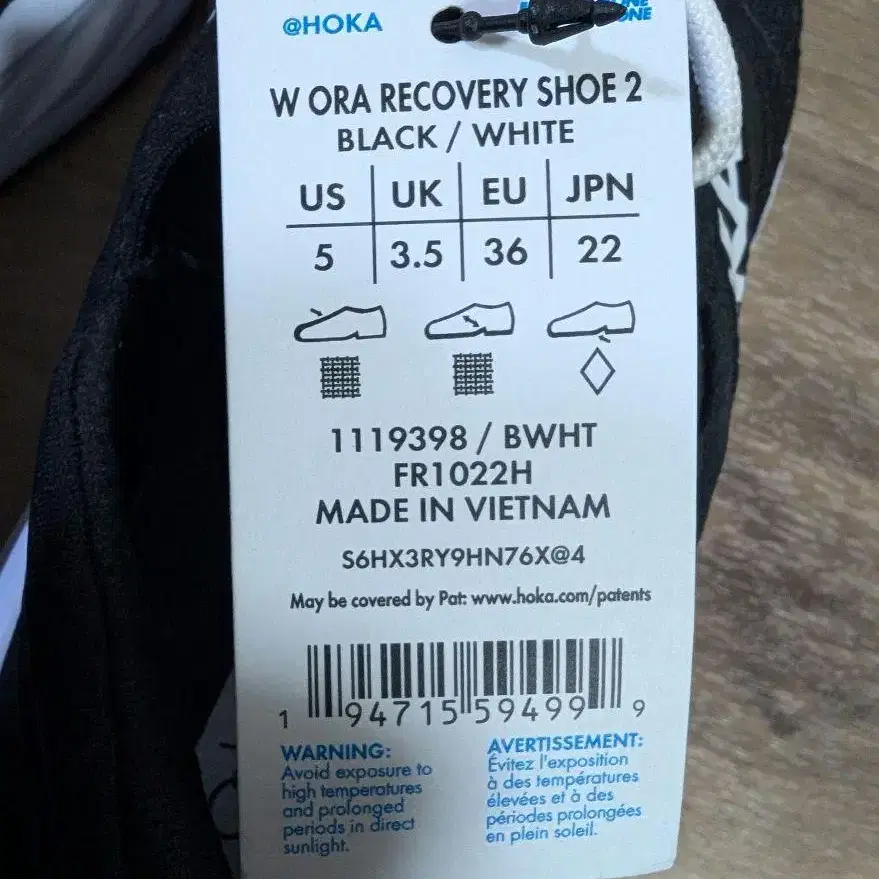 @HOKA
ONE
W ORA RECOVERY SHOE 2
BLACK / WHITE
US UK EU JPN
5 3.5 36 22
1119398 / BWHT
FR1022H
MADE IN VIETNAM
S6HX3RY9HN76X@4
May be covered by Pat: www.hoka.com/patents
1 94715 59499 9
WARNING:
Avoid exposure to
high temperatures
and prolonged
periods in direct
sunlight.
AVERTISSEMENT:
Évitez l'exposition
à des températures
élevées et à des
périodes prolongées
en plein soleil.